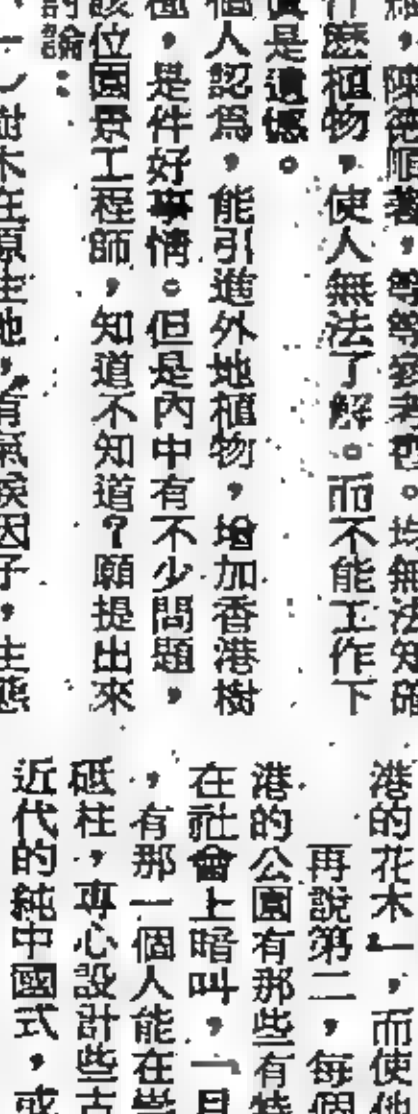 陳德順著,等等參考書。均無法知確
什麼植物,使人無法了解。而不能工作下
實是遺憾。
個人認爲,能引進外地植物,增加香港樹
,是件好事情。但是內中有不少問題,
該位園景工程師,知道不知道?願提出來
討論:
樹木在原生地,有氣候因子,生態
港的花木」,而使他
再說第二,每個
港的公園有那些有特
在社會上暗叫,
,有那一個人能在
砥柱,專心設計些古
近代的純中國式,或